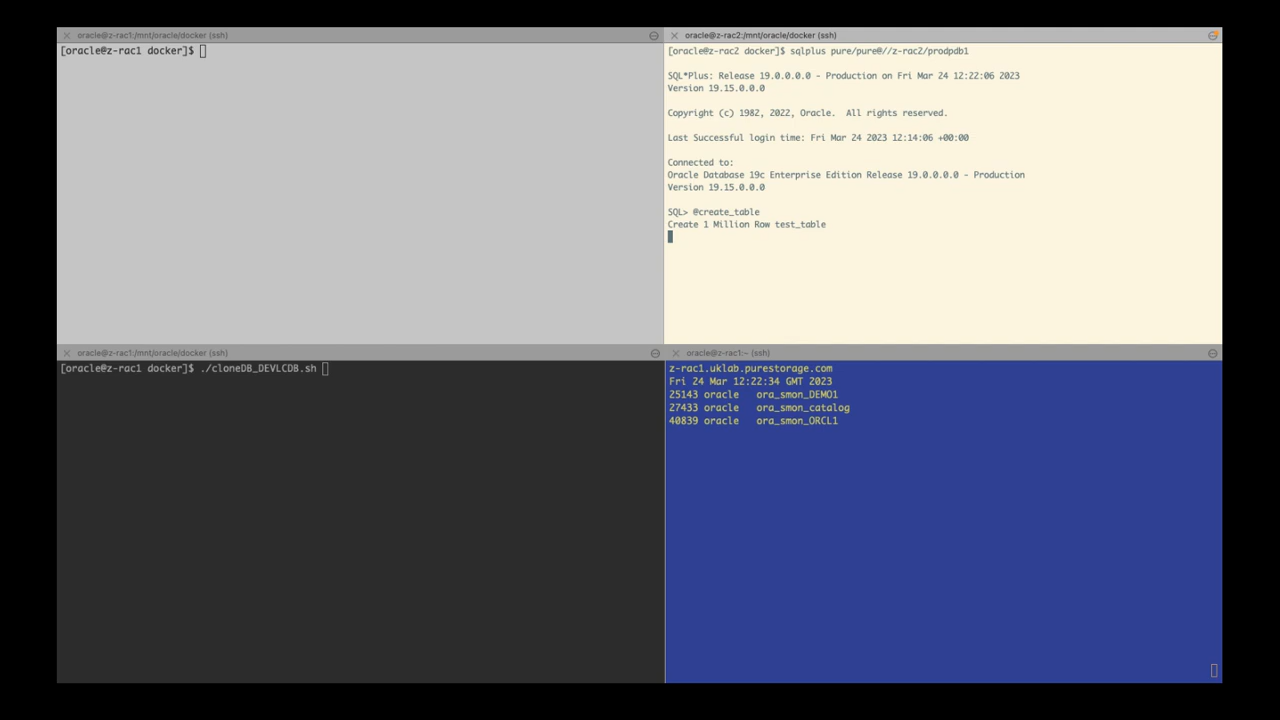 oracle@z-rac1:/mnt/oracle/docker (ssh)
[oracle@z-rac1 docker]$
oracle@z-rac2:/mnt/oracle/docker (ssh)
[oracle@z-rac2 docker]$ sqlplus pure/pure@//z-rac2/prodpdb1
SQL*Plus: Release 19.0.0.0.0 - Production on Fri Mar 24 12:22:06 2023
Version 19.15.0.0.0
Copyright (c) 1982, 2022, Oracle.  All rights reserved.
Last Successful login time: Fri Mar 24 2023 12:14:06 +00:00
Connected to:
Oracle Database 19c Enterprise Edition Release 19.0.0.0.0 - Production
Version 19.15.0.0.0
SQL> @create_table
Create 1 Million Row test_table
oracle@z-rac1:/mnt/oracle/docker (ssh)
[oracle@z-rac1 docker]$ ./cloneDB_DEVLCDB.sh
oracle@z-rac1:~ (ssh)
z-rac1.uklab.purestorage.com
Fri 24 Mar 12:22:34 GMT 2023
25143 oracle   ora_smon_DEMO1
27433 oracle   ora_smon_catalog
40839 oracle   ora_smon_ORCL1